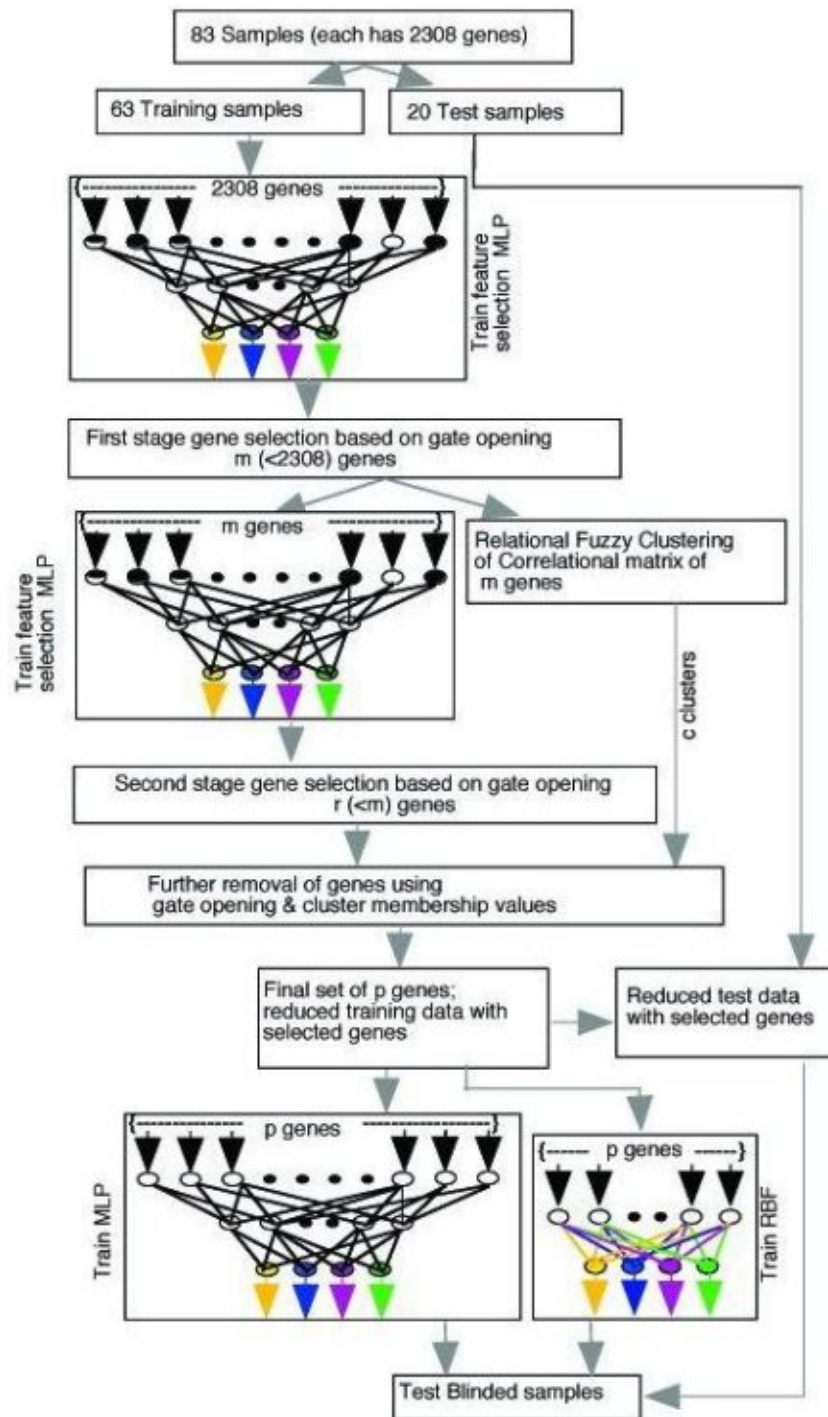 83 Samples (each has 2308 genes)
63 Training samples
20 Test samples
{------------------ 2308 genes ------------------}
Train feature
selection MLP
First stage gene selection based on gate opening
m (<2308) genes
{------------------ m genes ------------------}
Train feature
selection MLP
Relational Fuzzy Clustering
of Correlational matrix of
m genes
c clusters
Second stage gene selection based on gate opening
r (<m) genes
Further removal of genes using
gate opening & cluster membership values
Final set of p genes;
reduced training data with
selected genes
Reduced test data
with selected genes
{------------------ p genes ------------------}
Train MLP
{------ p genes ------}
Train RBF
Test Blinded samples